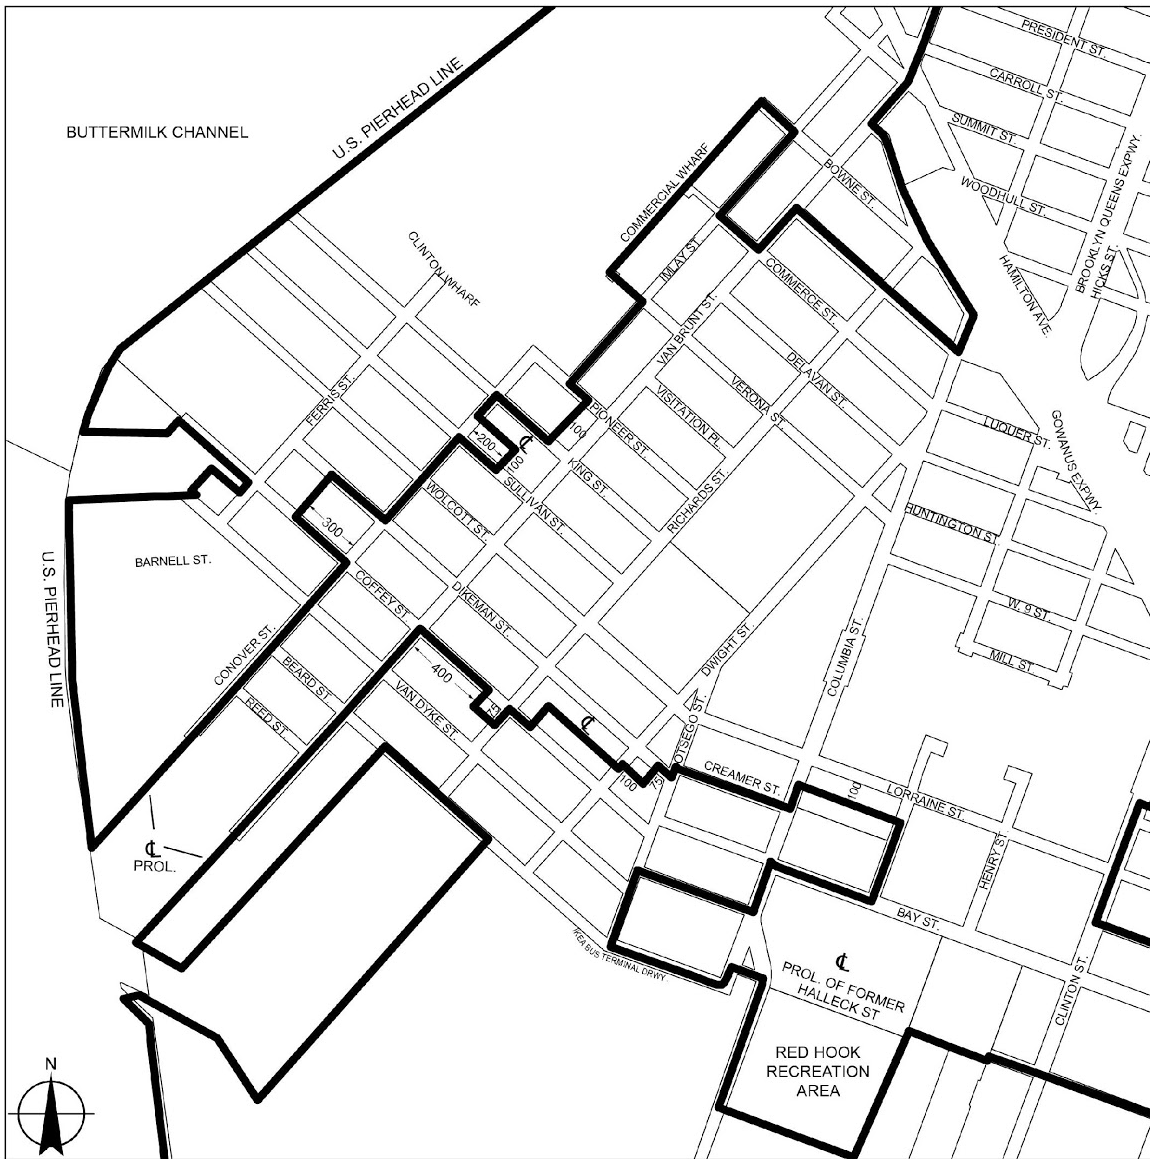 PRESIDENT ST.
CARROLL ST.
SUMMIT ST.
WOODHULL ST.
BROOKLYN QUEENS EXPWY.
HICKS ST.
HAMILTON AVE.
U.S. PIERHEAD LINE
BUTTERMILK CHANNEL
COMMERCIAL WHARF
BOWNE ST.
CLINTON WHARF
IMLAY ST.
COMMERCE ST.
VAN BRUNT ST.
DELAVAN ST.
VERONA ST.
VISITATION PL.
FERRIS ST.
PIONEER ST.
100
200
℄
100
KING ST.
SULLIVAN ST.
WOLCOTT ST.
RICHARDS ST.
LUQUER ST.
GOWANUS EXPWY.
HUNTINGTON ST.
300
BARNELL ST.
U.S. PIERHEAD LINE
COFFEY ST.
DIKEMAN ST.
W. 9 ST.
MILL ST
CONOVER ST.
BEARD ST.
REED ST.
400
VAN DYKE ST.
75
℄
DWIGHT ST.
COLUMBIA ST.
OTSEGO ST.
100
75
CREAMER ST.
100
LORRAINE ST.
HENRY ST.
℄
PROL.
BAY ST.
IKEA BUS TERMINAL DRWY.
℄
PROL. OF FORMER
HALLECK ST
CLINTON ST.
RED HOOK
RECREATION
AREA
N